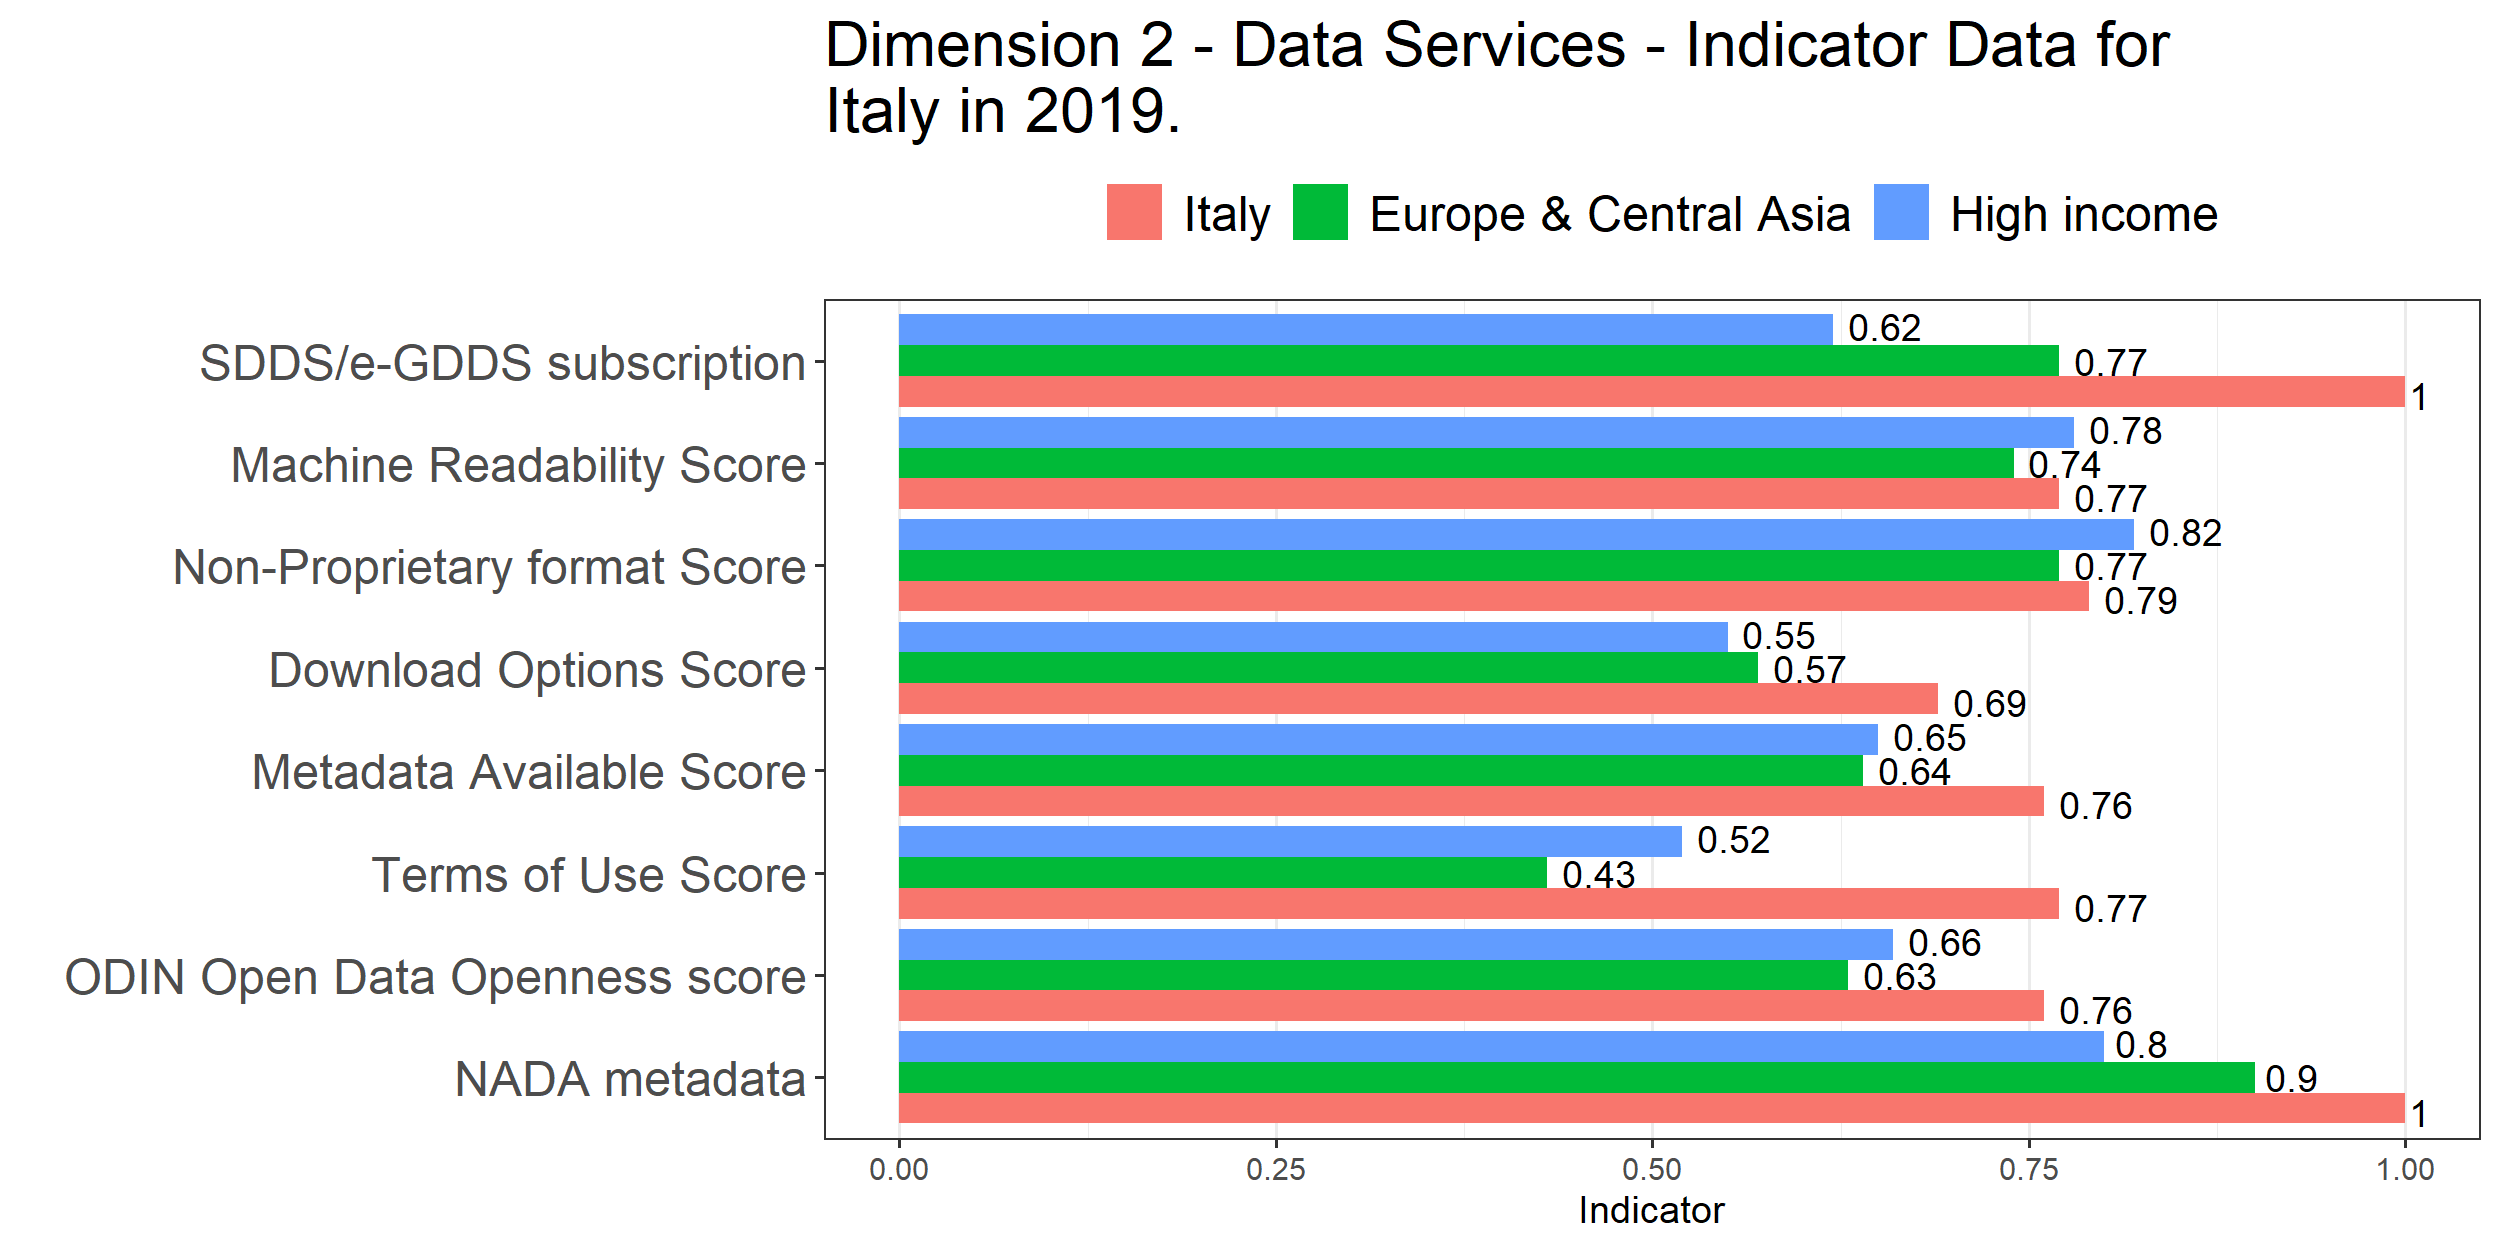 Dimension 2 - Data Services - Indicator Data for
Italy in 2019.
Italy
Europe & Central Asia
High income
SDDS/e-GDDS subscription
0.62
0.77
1
Machine Readability Score
0.78
0.74
0.77
Non-Proprietary format Score
0.82
0.77
0.79
Download Options Score
0.55
0.57
0.69
Metadata Available Score
0.65
0.64
0.76
Terms of Use Score
0.52
0.43
0.77
ODIN Open Data Openness score
0.66
0.63
0.76
NADA metadata
0.8
0.9
1
0.00
0.25
0.50
0.75
1.00
Indicator